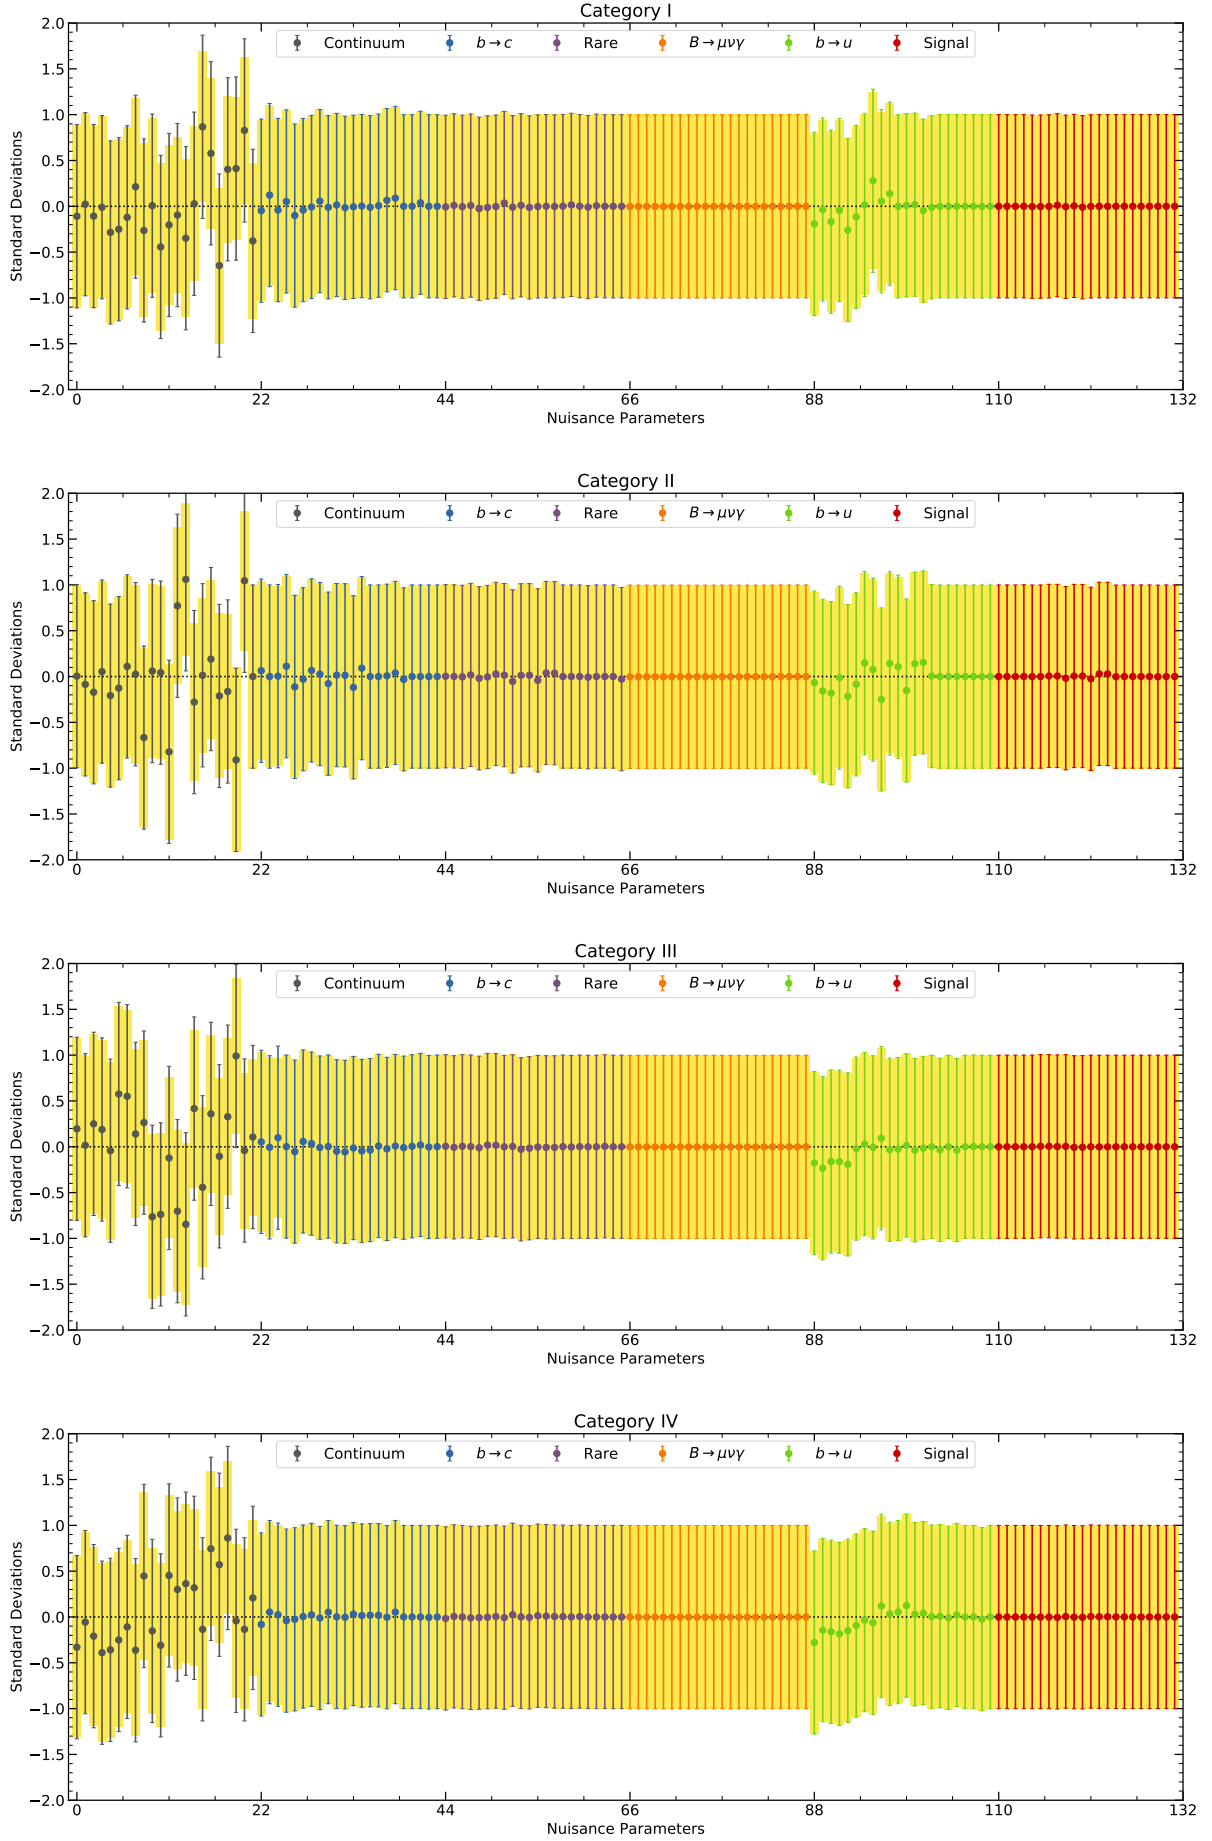 Category I
Continuum b→c Rare B→μνγ b→u Signal
2.0
1.5
1.0
0.5
0.0
−0.5
−1.0
−1.5
−2.0
Standard Deviations
0 22 44 66 88 110 132
Nuisance Parameters
Category II
Continuum b→c Rare B→μνγ b→u Signal
2.0
1.5
1.0
0.5
0.0
−0.5
−1.0
−1.5
−2.0
Standard Deviations
0 22 44 66 88 110 132
Nuisance Parameters
Category III
Continuum b→c Rare B→μνγ b→u Signal
2.0
1.5
1.0
0.5
0.0
−0.5
−1.0
−1.5
−2.0
Standard Deviations
0 22 44 66 88 110 132
Nuisance Parameters
Category IV
Continuum b→c Rare B→μνγ b→u Signal
2.0
1.5
1.0
0.5
0.0
−0.5
−1.0
−1.5
−2.0
Standard Deviations
0 22 44 66 88 110 132
Nuisance Parameters